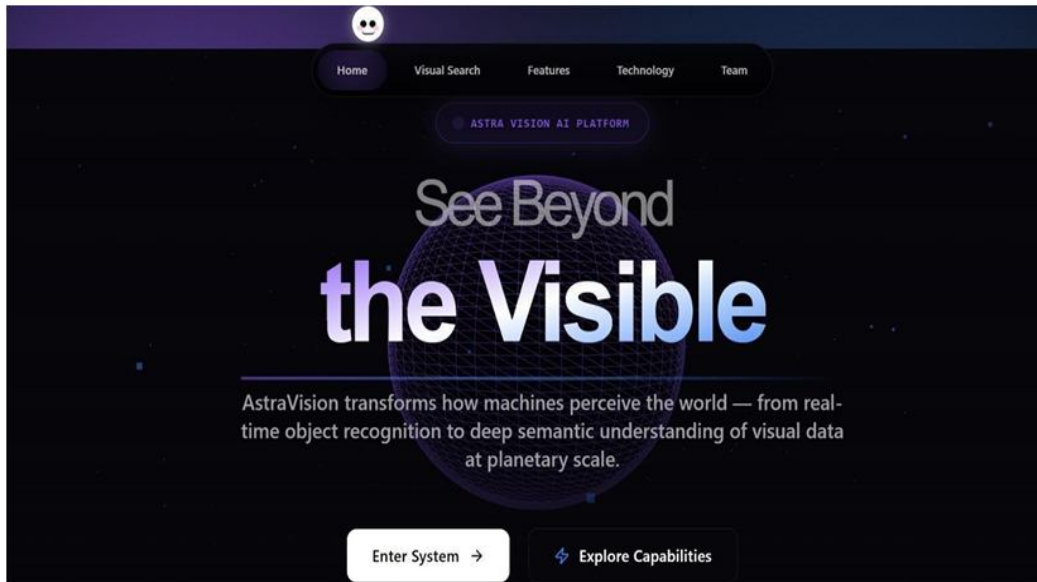 Home Visual Search Features Technology Team
ASTRA VISION AI PLATFORM
See Beyond
the Visible
AstraVision transforms how machines perceive the world — from real-
time object recognition to deep semantic understanding of visual data
at planetary scale.
Enter System → Explore Capabilities